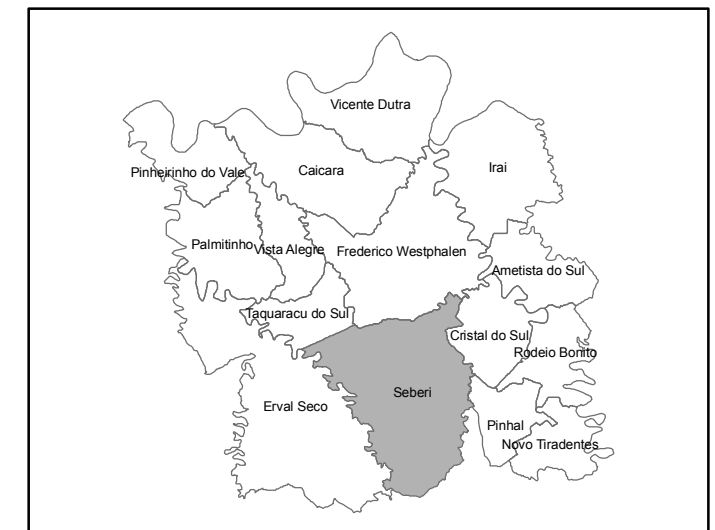 Vicente Dutra
Pinheirinho do Vale
Caicara
Irai
Palmitinho
Vista Alegre
Frederico Westphalen
Ametista do Sul
Taquaracu do Sul
Cristal do Sul
Rodeio Bonito
Erval Seco
Seberi
Pinhal
Novo Tiradentes